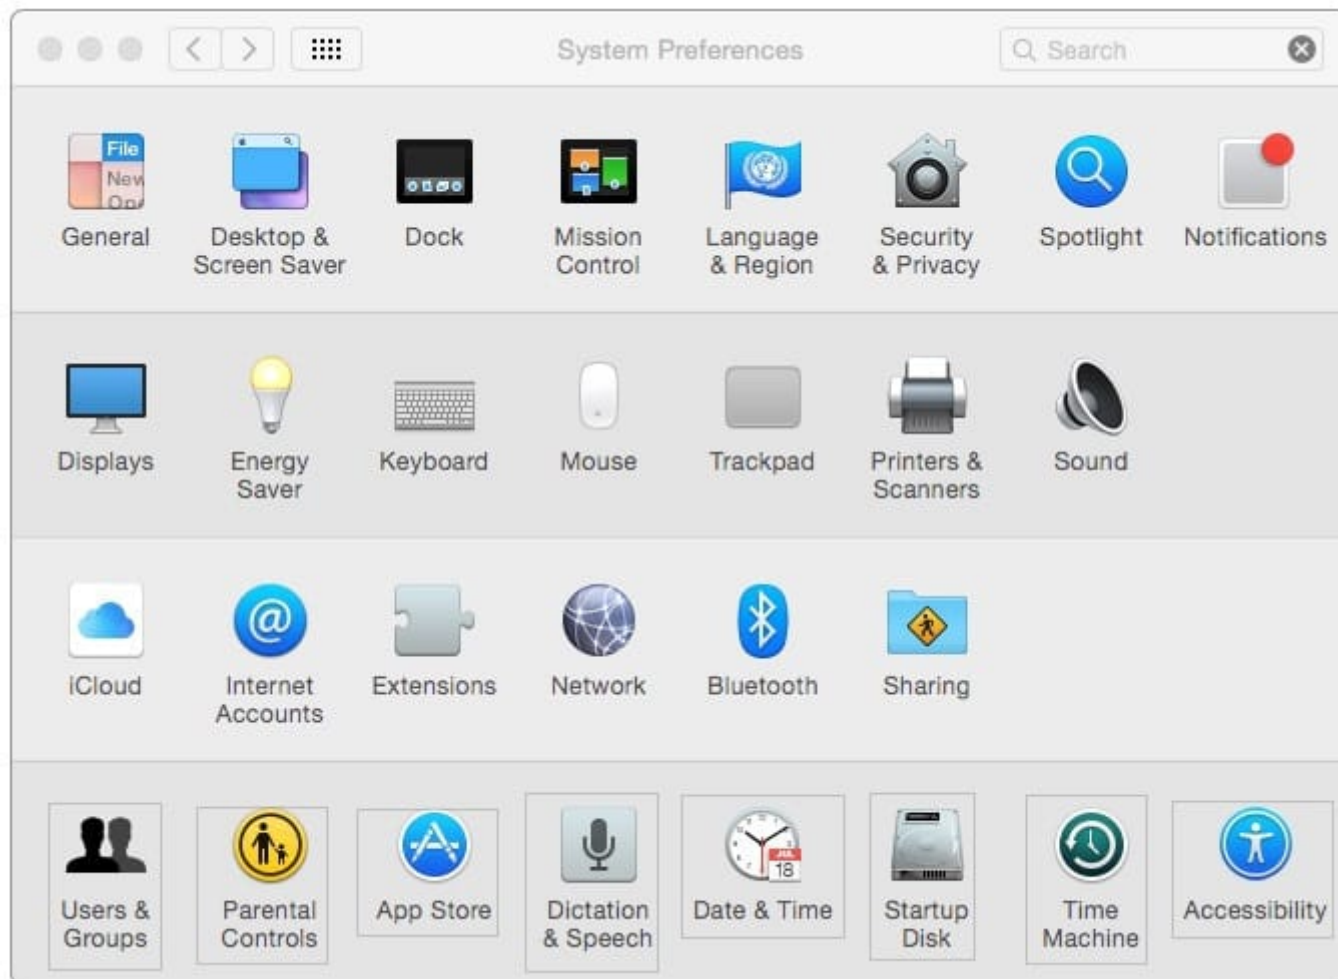 System Preferences
Search
File
New
Ope
General
Desktop &
Screen Saver
Dock
Mission
Control
Language
& Region
Security
& Privacy
Spotlight
Notifications
Displays
Energy
Saver
Keyboard
Mouse
Trackpad
Printers &
Scanners
Sound
@
iCloud
Internet
Accounts
Extensions
Network
Bluetooth
Sharing
JUL
18
Users &
Groups
Parental
Controls
App Store
Dictation
& Speech
Date & Time
Startup
Disk
Time
Machine
Accessibility